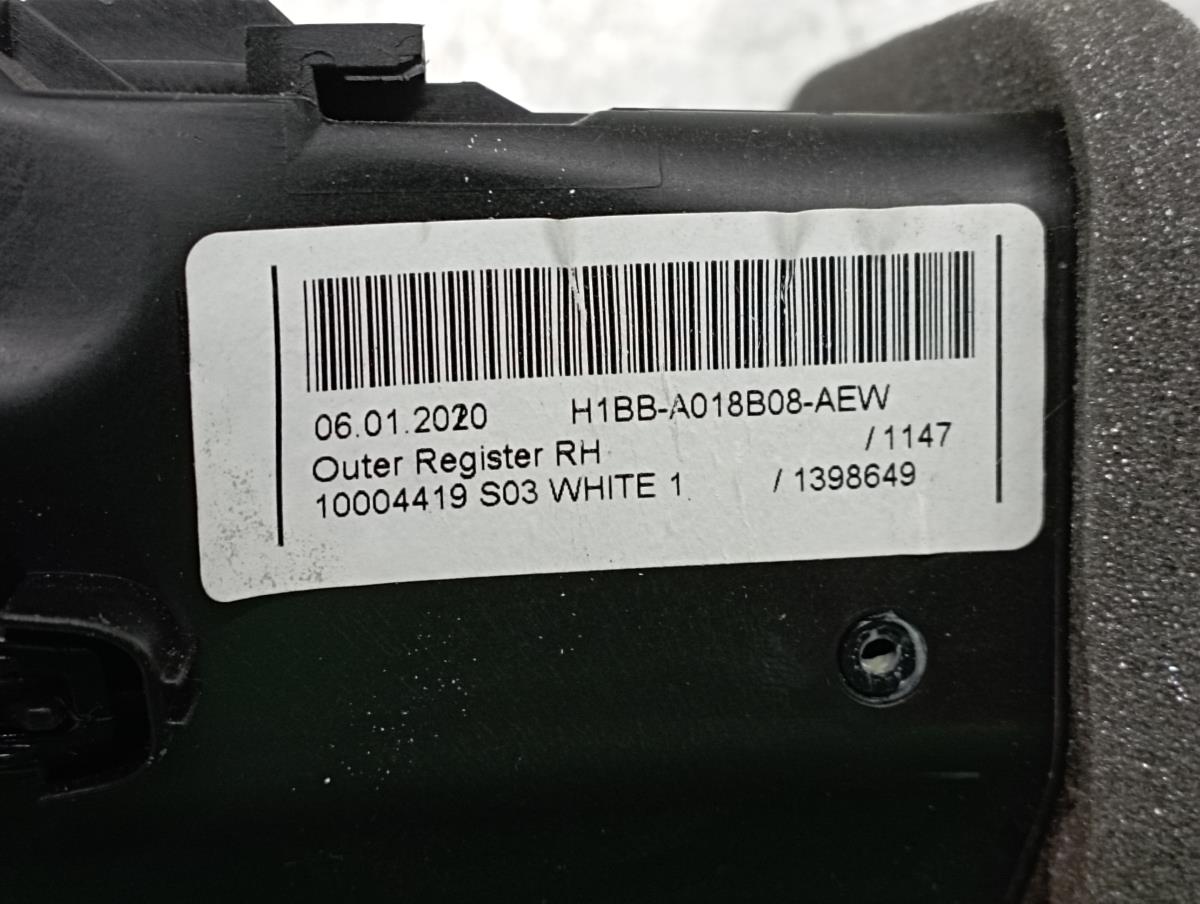 06.01.2020 H1BB-A018B08-AEW
Outer Register RH / 1147
10004419 S03 WHITE 1 / 1398649